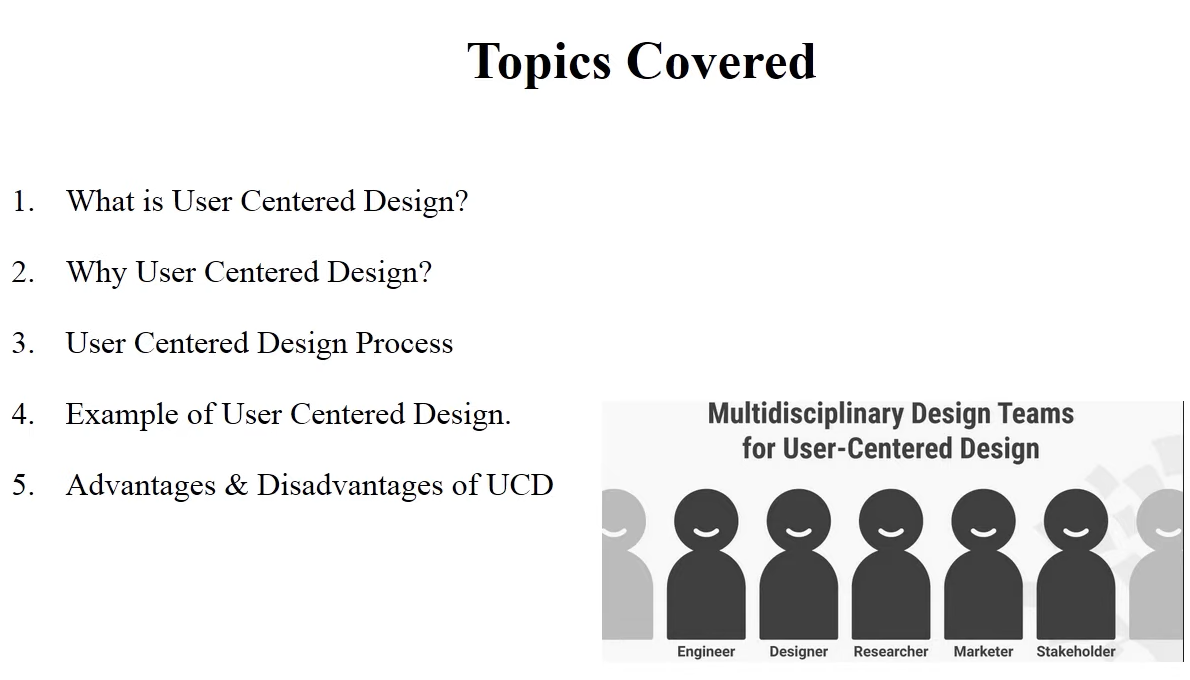 Topics Covered
1. What is User Centered Design?
2. Why User Centered Design?
3. User Centered Design Process
4. Example of User Centered Design.
5. Advantages & Disadvantages of UCD
Multidisciplinary Design Teams
for User-Centered Design
Engineer Designer Researcher Marketer Stakeholder